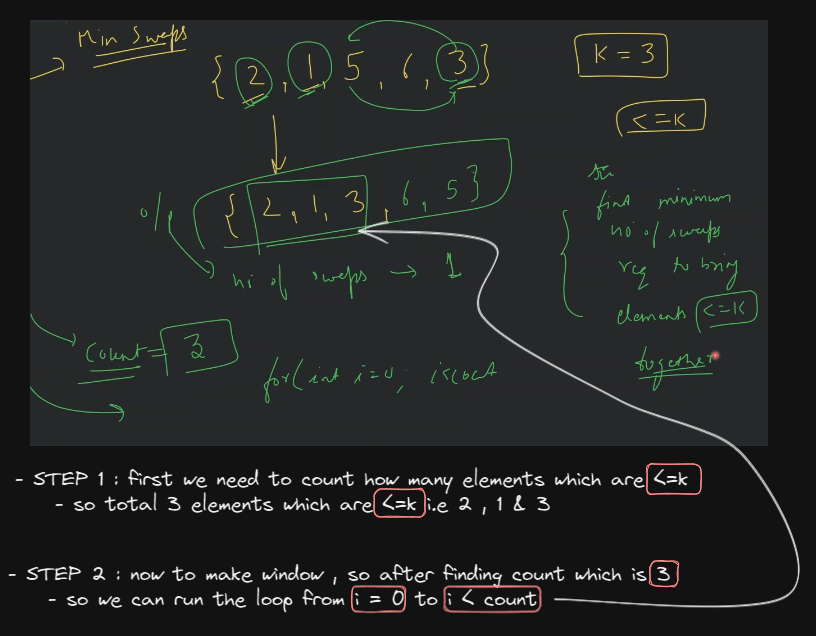 Min Swaps
{ 2 , 1 , 5 , 6 , 3 }
K = 3
<=K
{ 2 , 1 , 3 , 6 , 5 }
find minimum
no of swaps
req to bring
elements <=K
together
o/p
no of swaps → 1
count = 3
for(int i=0; i<count
- STEP 1 : first we need to count how many elements which are <=k
- so total 3 elements which are <=k i.e 2 , 1 & 3
- STEP 2 : now to make window , so after finding count which is 3
- so we can run the loop from i = 0 to i < count